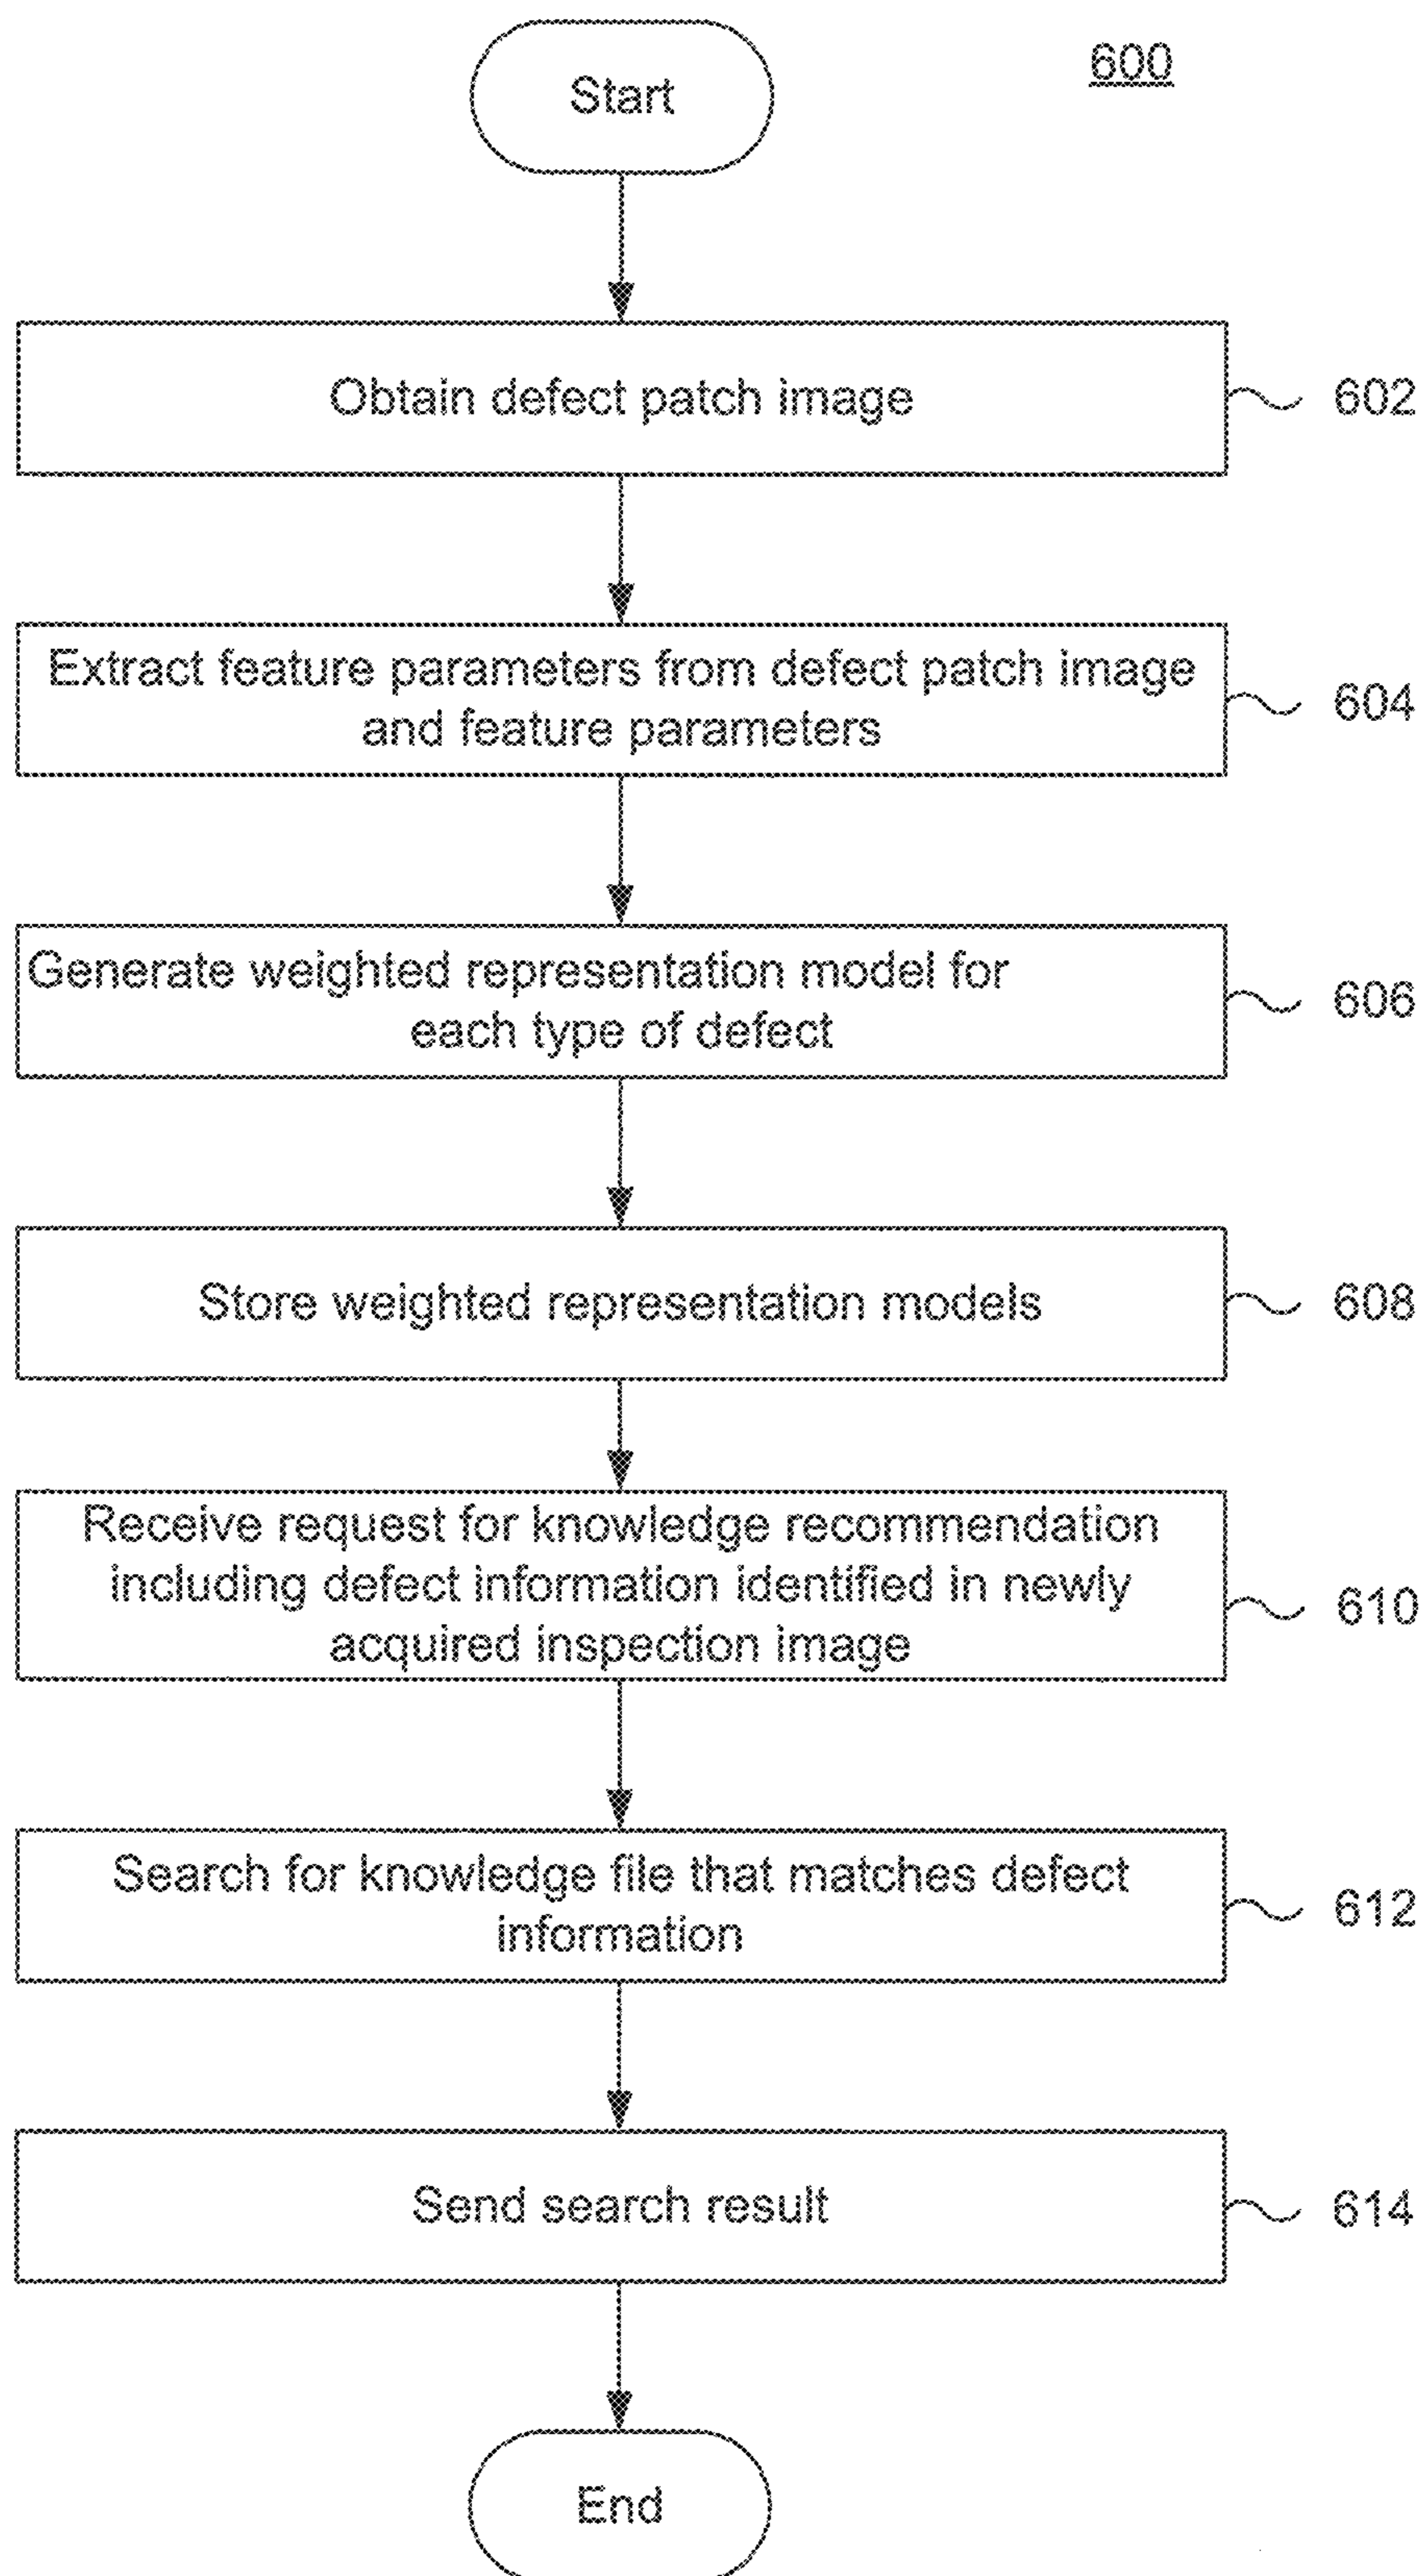 600
Start
Obtain defect patch image
602
Extract feature parameters from defect patch image
and feature parameters
604
Generate weighted representation model for
each type of defect
606
Store weighted representation models
608
Receive request for knowledge recommendation
including defect information identified in newly
acquired inspection image
610
Search for knowledge file that matches defect
information
612
Send search result
614
End